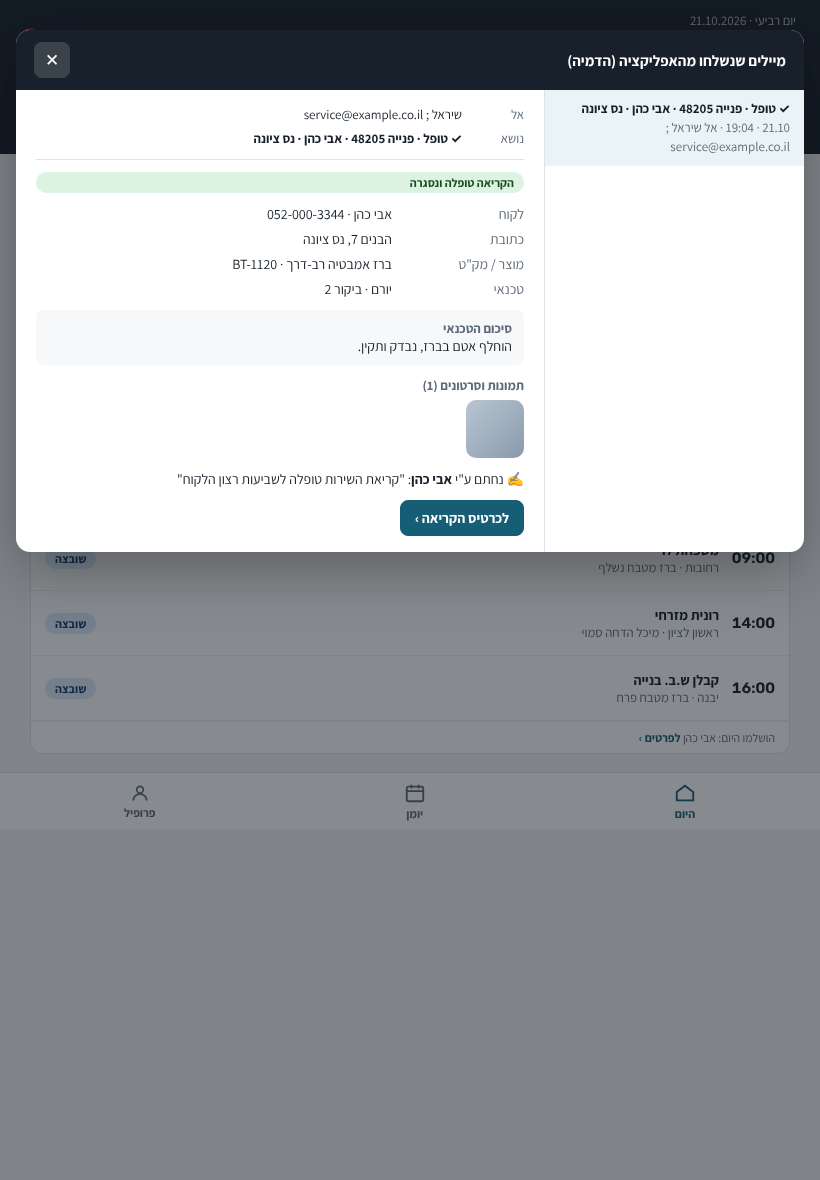 יום רביעי · 21.10.2026
מיילים שנשלחו מהאפליקציה (הדמיה)
✕
✓ טופל · פנייה 48205 · אבי כהן · נס ציונה
21.10 · 19:04 · אל שיראל ;
service@example.co.il
אל שיראל ; service@example.co.il
נושא ✓ טופל · פנייה 48205 · אבי כהן · נס ציונה
הקריאה טופלה ונסגרה
לקוח אבי כהן · 052-000-3344
כתובת הבנים 7, נס ציונה
מוצר / מק"ט ברז אמבטיה רב-דרך · BT-1120
טכנאי יורם · ביקור 2
סיכום הטכנאי
הוחלף אטם בברז, נבדק ותקין.
תמונות וסרטונים (1)
✍️ נחתם ע"י אבי כהן: "קריאת השירות טופלה לשביעות רצון הלקוח"
לכרטיס הקריאה ›
09:00 שובצה
רחובות · ברז מטבח נשלף
14:00 רונית מזרחי שובצה
ראשון לציון · מיכל הדחה סמוי
16:00 קבלן ש.ב. בנייה שובצה
יבנה · ברז מטבח פרח
הושלמו היום: אבי כהן לפרטים ›
היום יומן פרופיל